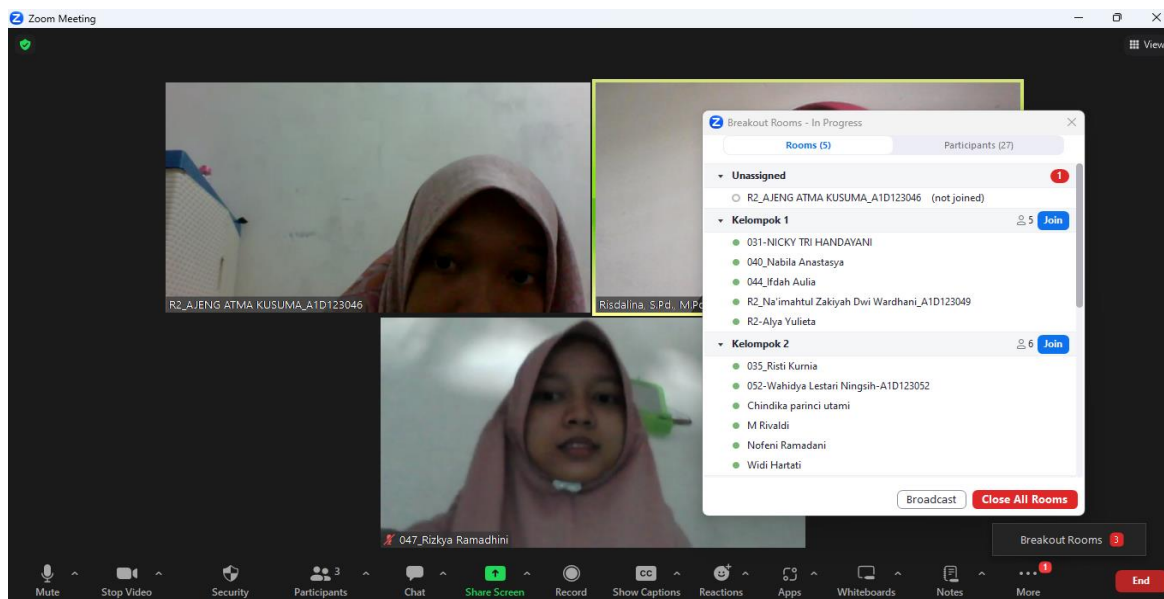 Zoom Meeting
View
R2_AJENG ATMA KUSUMA_A1D123046
Risdalina, S.Pd., M.Pd
047_Rizkya Ramadhini
Breakout Rooms - In Progress
Rooms (5) Participants (27)
Unassigned 1
R2_AJENG ATMA KUSUMA_A1D123046 (not joined)
Kelompok 1 5 Join
031-NICKY TRI HANDAYANI
040_Nabila Anastasya
044_Ifdah Aulia
R2_Na'imahtul Zakiyah Dwi Wardhani_A1D123049
R2-Alya Yulieta
Kelompok 2 6 Join
035_Risti Kurnia
052-Wahidya Lestari Ningsih-A1D123052
Chindika parinci utami
M Rivaldi
Nofeni Ramadani
Widi Hartati
Broadcast Close All Rooms
Breakout Rooms 3
3
CC
1
Mute Stop Video Security Participants Chat Share Screen Record Show Captions Reactions Apps Whiteboards Notes More End